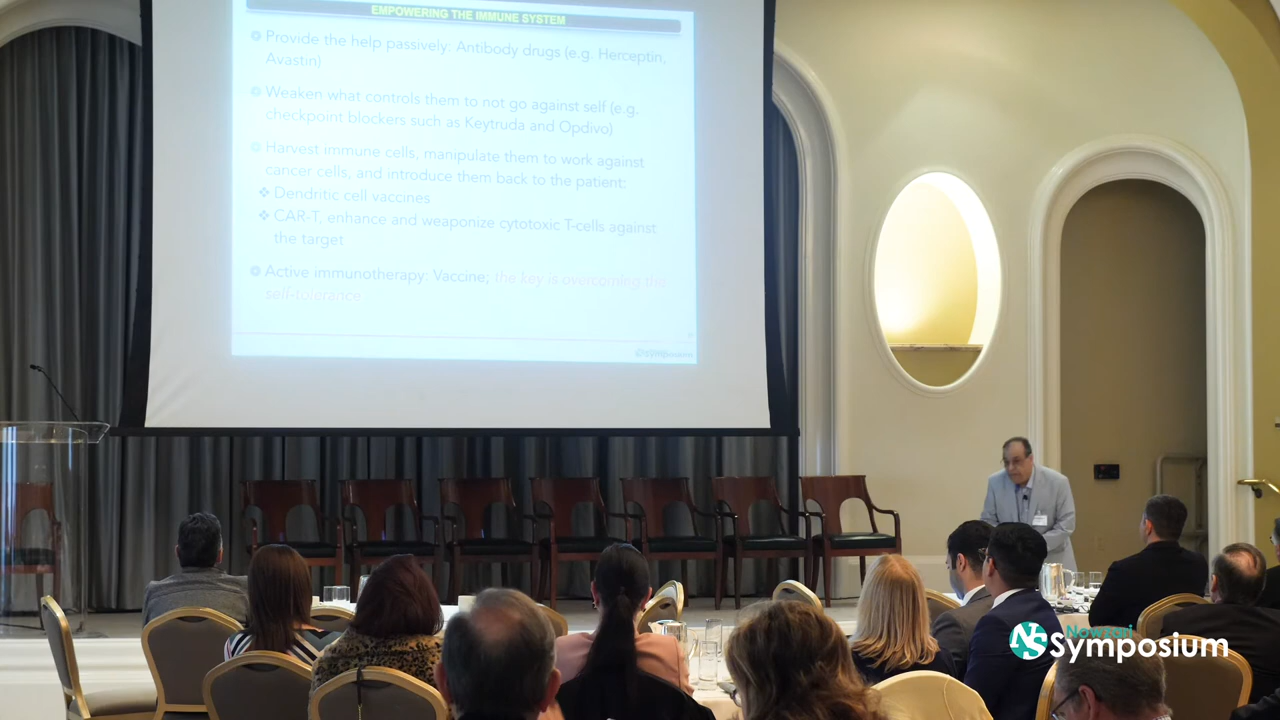 EMPOWERING THE IMMUNE SYSTEM
Provide the help passively: Antibody drugs (e.g. Herceptin,
Avastin)
Weaken what controls them to not go against self (e.g.
checkpoint blockers such as Keytruda and Opdivo)
Harvest immune cells, manipulate them to work against
cancer cells, and introduce them back to the patient:
❖ Dendritic cell vaccines
❖ CAR-T, enhance and weaponize cytotoxic T-cells against
the target
Active immunotherapy: Vaccine; the key is overcoming the
self-tolerance
Symposium
NS
Nowzari
Symposium